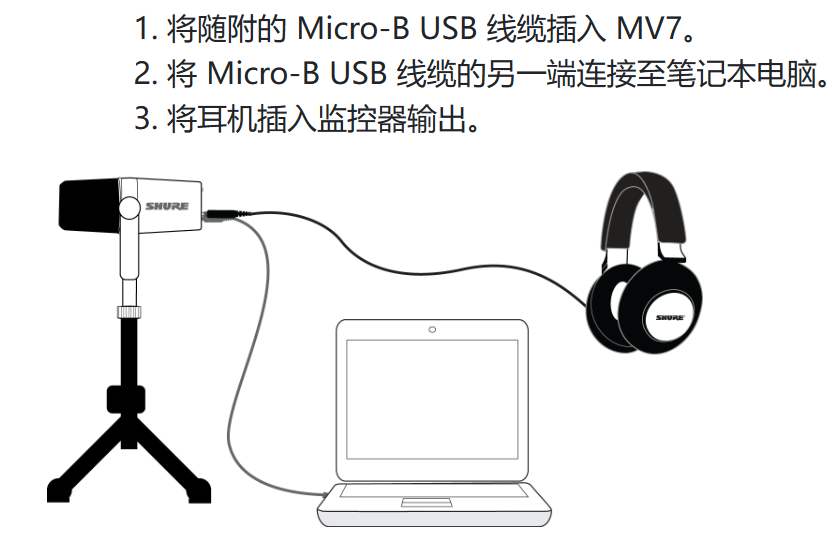 1. 将随附的 Micro-B USB 线缆插入 MV7。
2. 将 Micro-B USB 线缆的另一端连接至笔记本电脑。
3. 将耳机插入监控器输出。
SHURE
SHURE